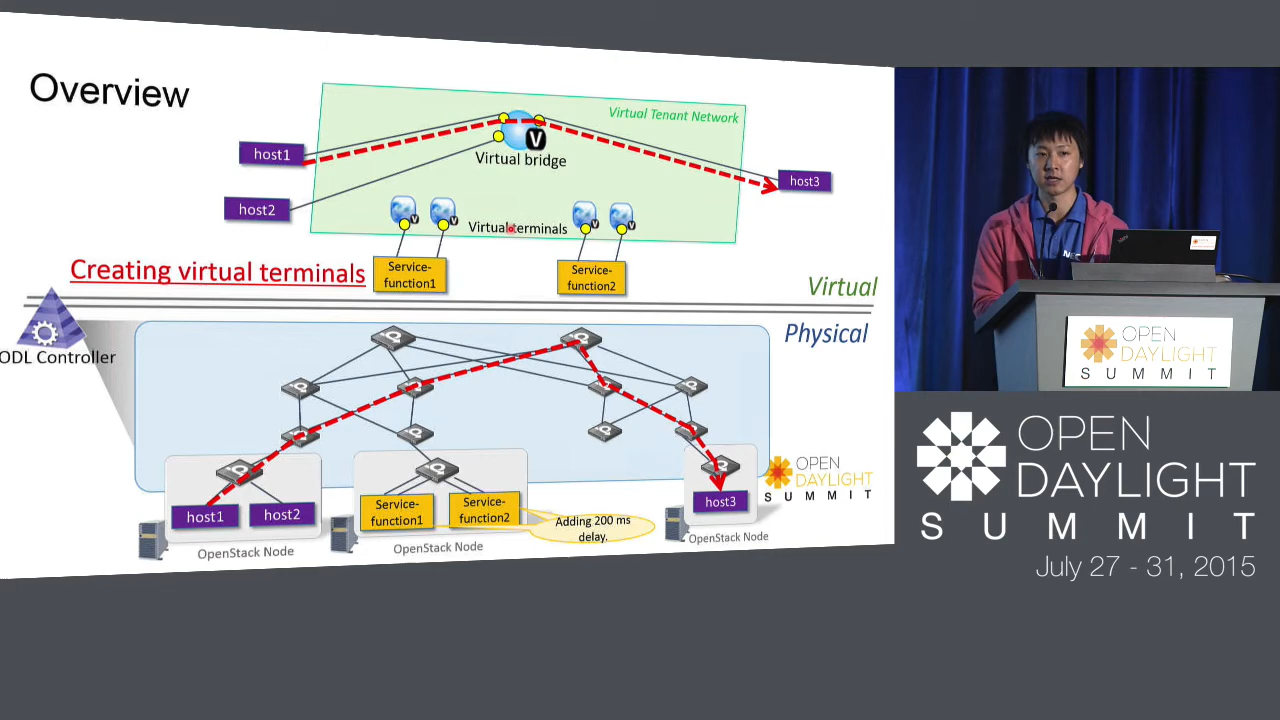 Overview
Virtual Tenant Network
host1
V
Virtual bridge
host3
host2
V
V
Virtual terminals
V
V
Creating virtual terminals
Service-
function1
Service-
function2
Virtual
ODL Controller
Physical
host1
host2
OpenStack Node
Service-
function1
Service-
function2
OpenStack Node
Adding 200 ms
delay.
host3
OpenStack Node
OPEN
DAYLIGHT
SUMMIT
NEC
OPEN
DAYLIGHT
SUMMIT
OPEN
DAYLIGHT
SUMMIT
July 27 - 31, 2015